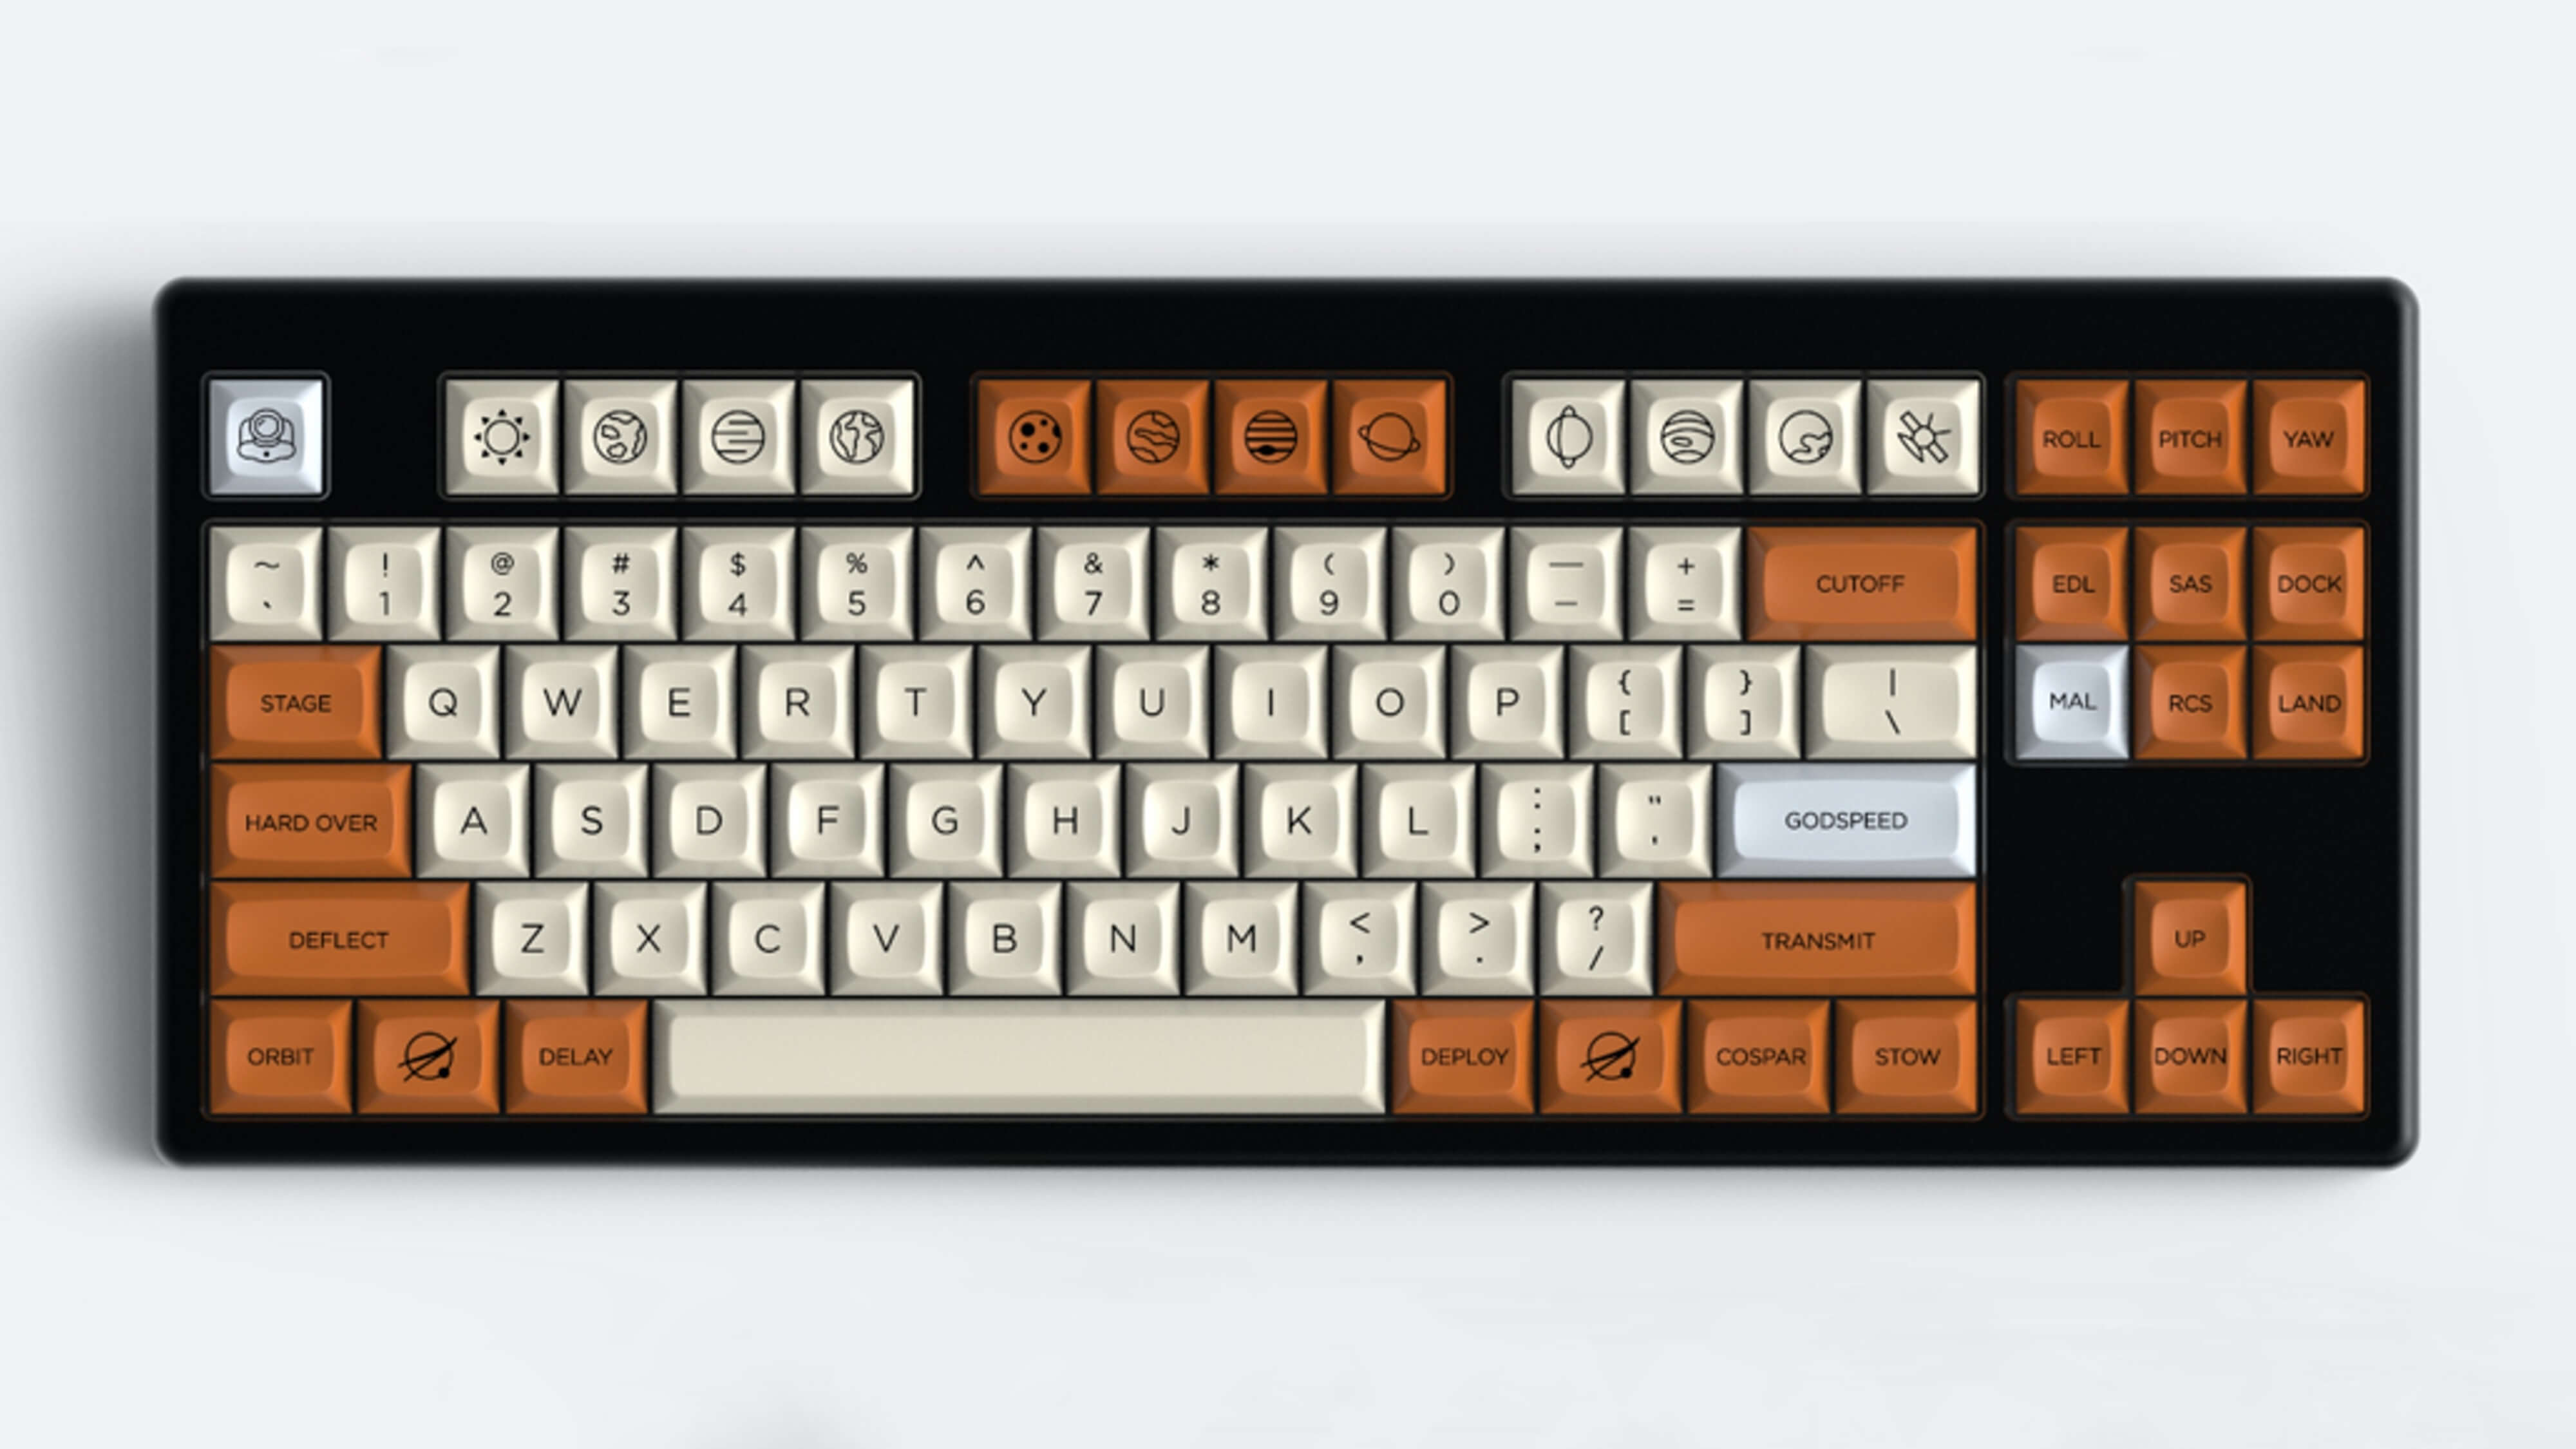 ROLL PITCH YAW
~ ! @ # $ % ^ & * ( ) — +
` 1 2 3 4 5 6 7 8 9 0 – = CUTOFF EDL SAS DOCK
STAGE Q W E R T Y U I O P { } | MAL RCS LAND
[ ] \
HARD OVER A S D F G H J K L : " GODSPEED
; '
DEFLECT Z X C V B N M < > ? TRANSMIT UP
, . /
ORBIT DELAY DEPLOY COSPAR STOW LEFT DOWN RIGHT